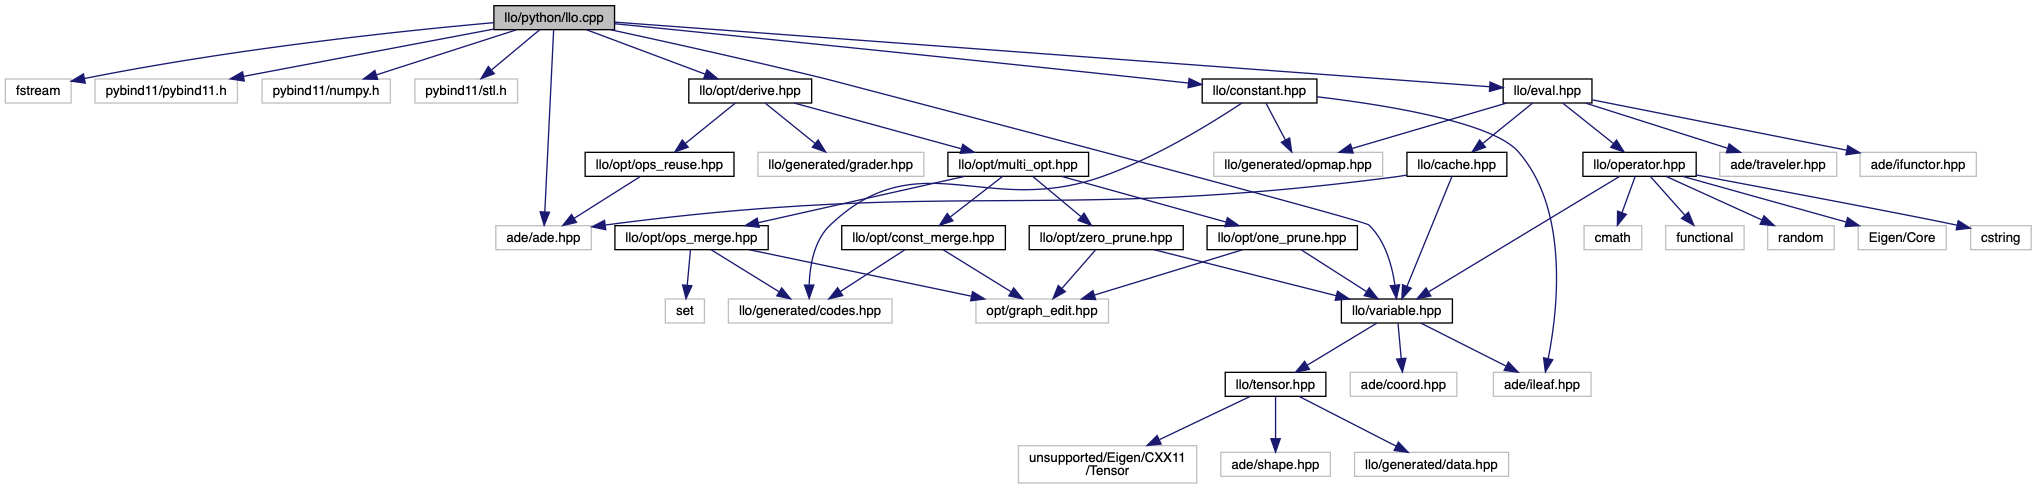 llo/python/llo.cpp
fstream
pybind11/pybind11.h
pybind11/numpy.h
pybind11/stl.h
llo/opt/derive.hpp
llo/constant.hpp
llo/eval.hpp
llo/opt/ops_reuse.hpp
llo/generated/grader.hpp
llo/opt/multi_opt.hpp
llo/generated/opmap.hpp
llo/cache.hpp
llo/operator.hpp
ade/traveler.hpp
ade/ifunctor.hpp
ade/ade.hpp
llo/opt/ops_merge.hpp
llo/opt/const_merge.hpp
llo/opt/zero_prune.hpp
llo/opt/one_prune.hpp
cmath
functional
random
Eigen/Core
cstring
set
llo/generated/codes.hpp
opt/graph_edit.hpp
llo/variable.hpp
llo/tensor.hpp
ade/coord.hpp
ade/ileaf.hpp
unsupported/Eigen/CXX11
/Tensor
ade/shape.hpp
llo/generated/data.hpp